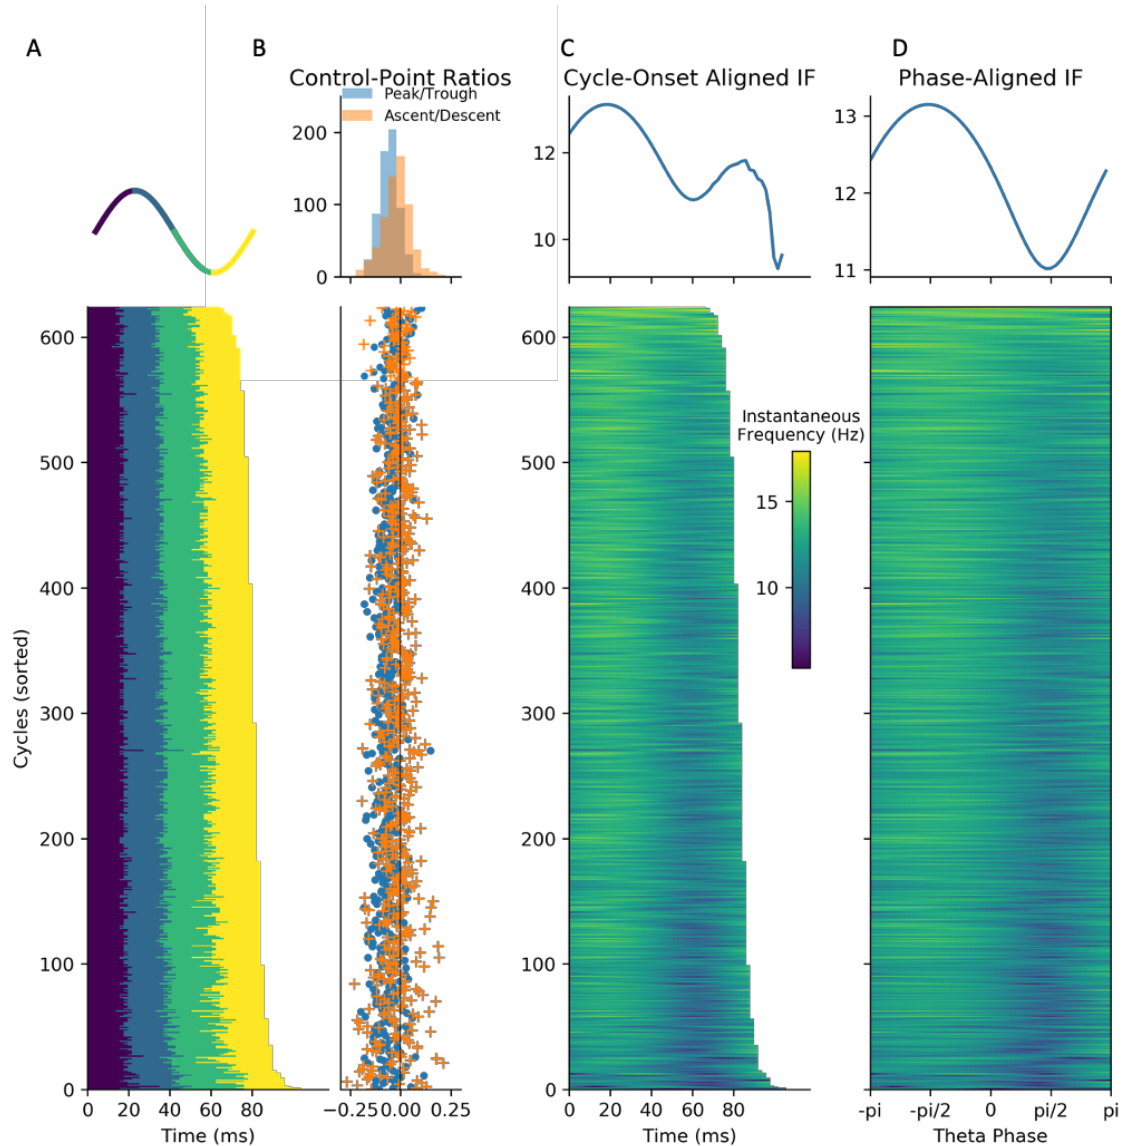 A
B
C
D
Control-Point Ratios
Cycle-Onset Aligned IF
Phase-Aligned IF
Peak/Trough
Ascent/Descent
200
100
0
12
10
13
12
11
600
500
400
300
200
100
0
Cycles (sorted)
0 20 40 60 80
Time (ms)
−0.25 0.00 0.25
600
500
400
300
200
100
0
0 20 40 60 80
Time (ms)
Instantaneous
Frequency (Hz)
15
10
-pi -pi/2 0 pi/2 pi
Theta Phase